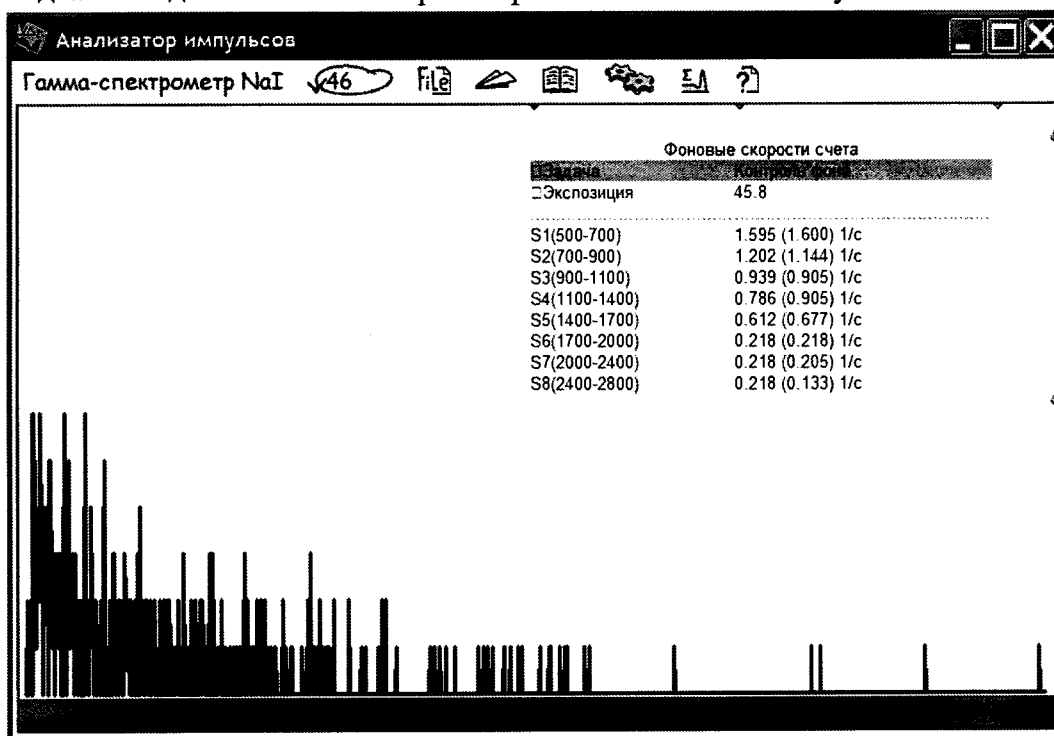 Анализатор импульсов
Гамма-спектрометр NaI 46 File
Фоновые скорости счета
Задача Контроль фона
Экспозиция 45.8
S1(500-700) 1.595 (1.600) 1/с
S2(700-900) 1.202 (1.144) 1/с
S3(900-1100) 0.939 (0.905) 1/с
S4(1100-1400) 0.786 (0.905) 1/с
S5(1400-1700) 0.612 (0.677) 1/с
S6(1700-2000) 0.218 (0.218) 1/с
S7(2000-2400) 0.218 (0.205) 1/с
S8(2400-2800) 0.218 (0.133) 1/с